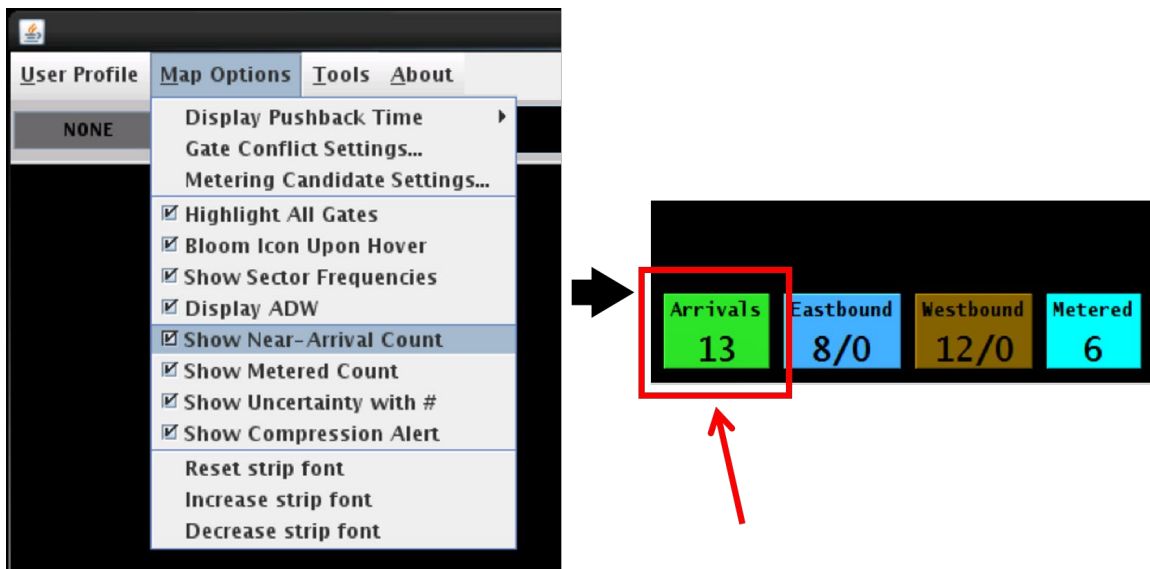 User Profile Map Options Tools About
NONE
Display Pushback Time
Gate Conflict Settings...
Metering Candidate Settings...
Highlight All Gates
Bloom Icon Upon Hover
Show Sector Frequencies
Display ADW
Show Near-Arrival Count
Show Metered Count
Show Uncertainty with #
Show Compression Alert
Reset strip font
Increase strip font
Decrease strip font
Arrivals Eastbound Westbound Metered
13 8/0 12/0 6